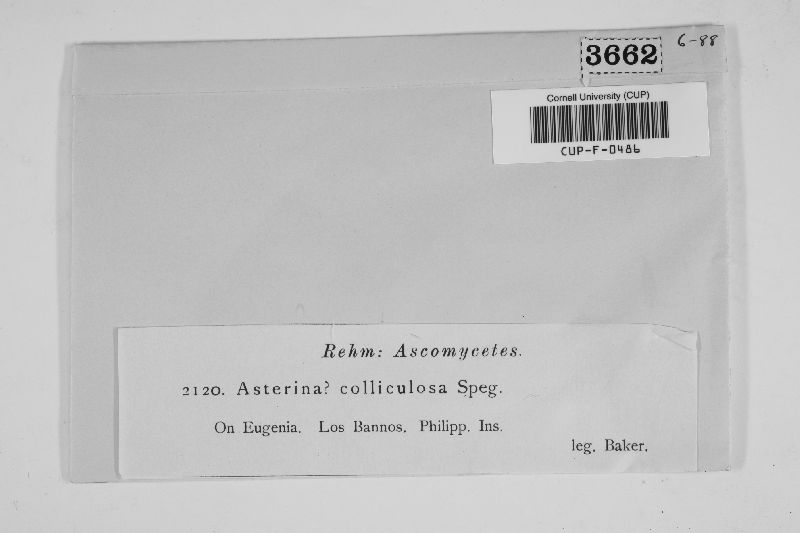 3662
6-88
Cornell University (CUP)
CUP-F-0486
Rehm: Ascomycetes.
2120. Asterina? colliculosa Speg.
On Eugenia. Los Bannos. Philipp. Ins.
leg. Baker.